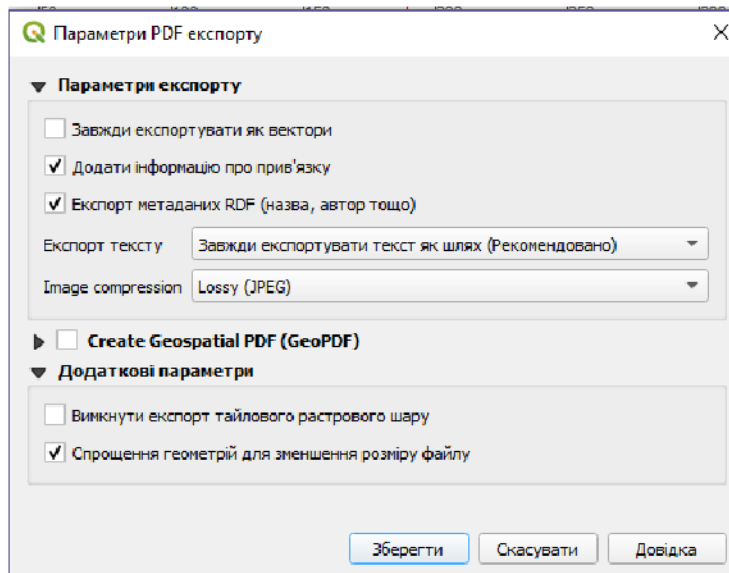 Параметри PDF експорту
Параметри експорту
Завжди експортувати як вектори
Додати інформацію про прив'язку
Експорт метаданих RDF (назва, автор тощо)
Експорт тексту Завжди експортувати текст як шлях (Рекомендовано)
Image compression Lossy (JPEG)
Create Geospatial PDF (GeoPDF)
Додаткові параметри
Вимкнути експорт тайлового растрового шару
Спрощення геометрій для зменшення розміру файлу
Зберегти Скасувати Довідка